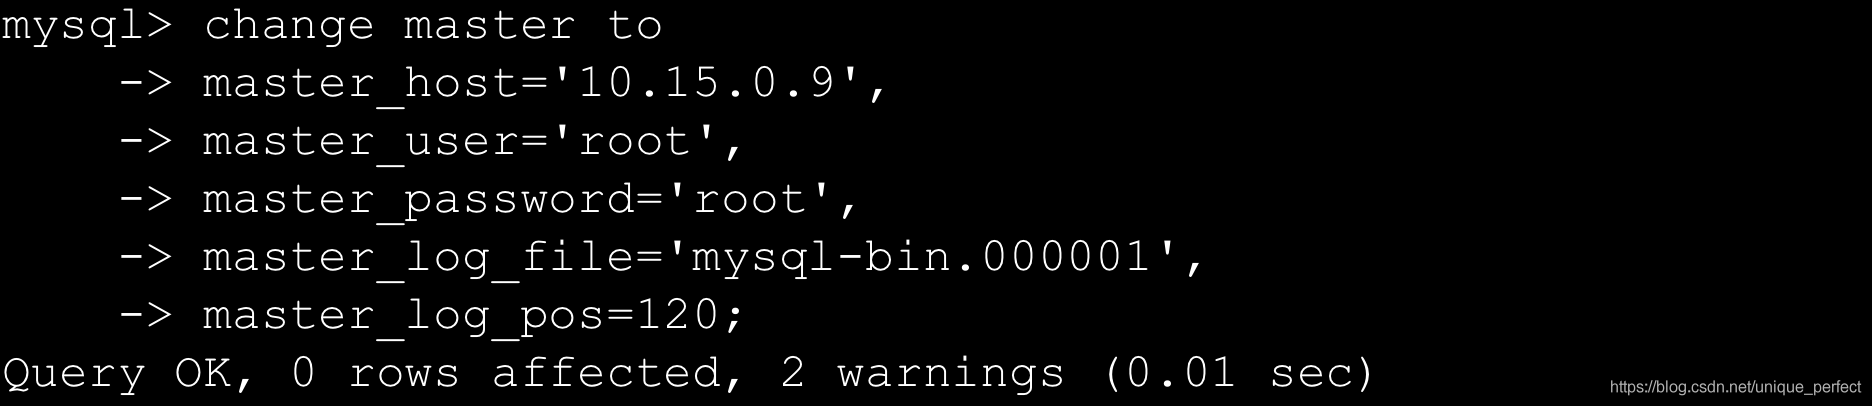 mysql> change master to
    -> master_host='10.15.0.9',
    -> master_user='root',
    -> master_password='root',
    -> master_log_file='mysql-bin.000001',
    -> master_log_pos=120;
Query OK, 0 rows affected, 2 warnings (0.01 sec)
https://blog.csdn.net/unique_perfect